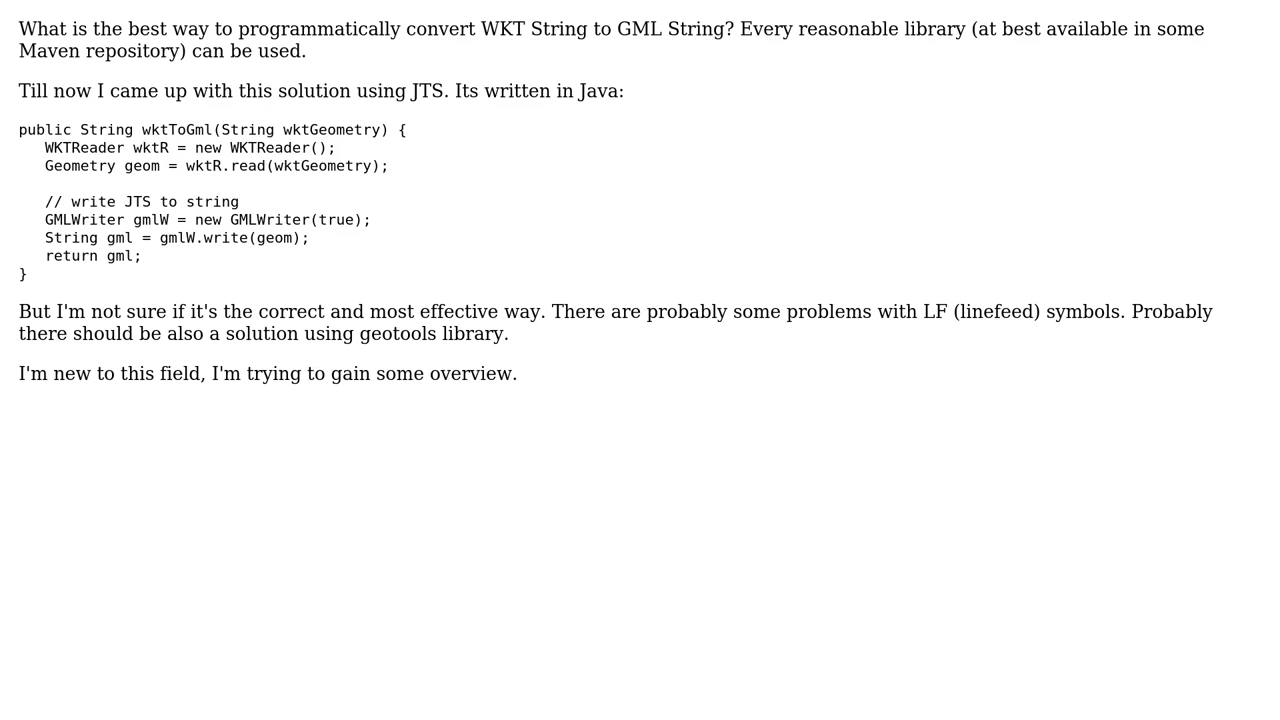 What is the best way to programmatically convert WKT String to GML String? Every reasonable library (at best available in some
Maven repository) can be used.
Till now I came up with this solution using JTS. Its written in Java:
public String wktToGml(String wktGeometry) {
   WKTReader wktR = new WKTReader();
   Geometry geom = wktR.read(wktGeometry);
   // write JTS to string
   GMLWriter gmlW = new GMLWriter(true);
   String gml = gmlW.write(geom);
   return gml;
}
But I'm not sure if it's the correct and most effective way. There are probably some problems with LF (linefeed) symbols. Probably
there should be also a solution using geotools library.
I'm new to this field, I'm trying to gain some overview.